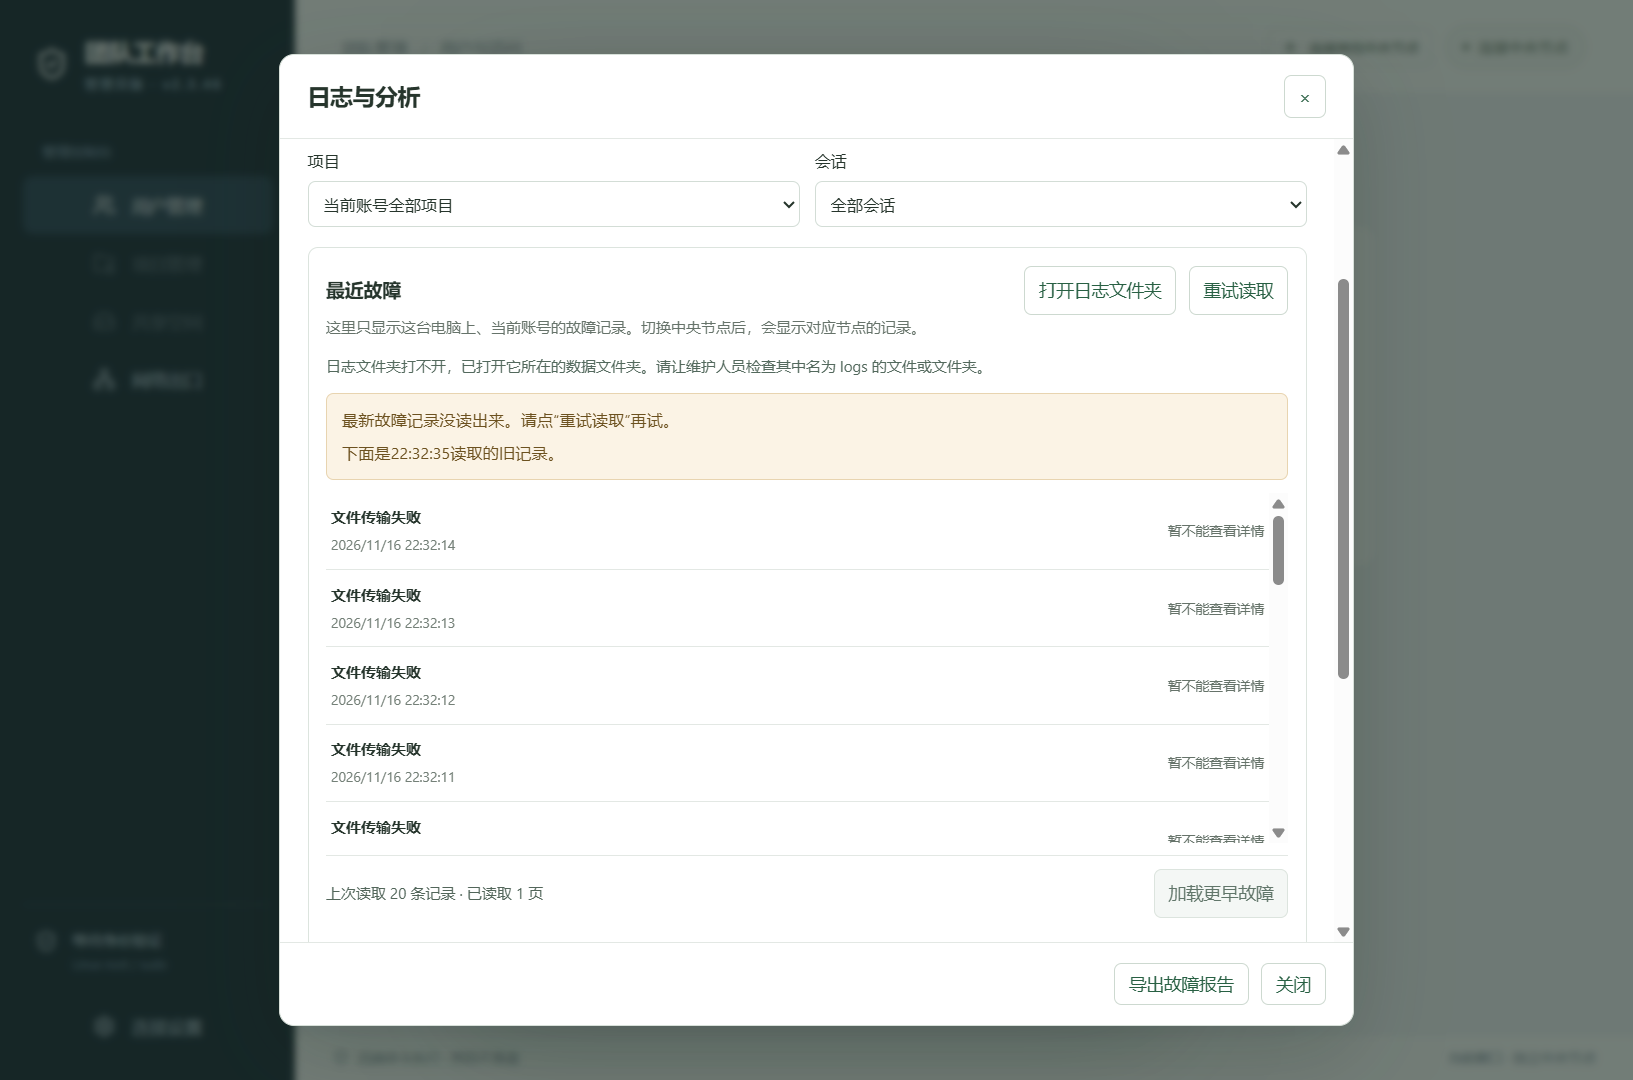 团队工作台
日志与分析
×
项目
会话
当前账号全部项目
全部会话
最近故障
打开日志文件夹
重试读取
这里只显示这台电脑上、当前账号的故障记录。切换中央节点后，会显示对应节点的记录。
日志文件夹打不开，已打开它所在的数据文件夹。请让维护人员检查其中名为 logs 的文件或文件夹。
最新故障记录没读出来。请点“重试读取”再试。
下面是22:32:35读取的旧记录。
文件传输失败
2026/11/16 22:32:14
暂不能查看详情
文件传输失败
2026/11/16 22:32:13
暂不能查看详情
文件传输失败
2026/11/16 22:32:12
暂不能查看详情
文件传输失败
2026/11/16 22:32:11
暂不能查看详情
文件传输失败
暂不能查看详情
上次读取 20 条记录 · 已读取 1 页
加载更早故障
导出故障报告
关闭